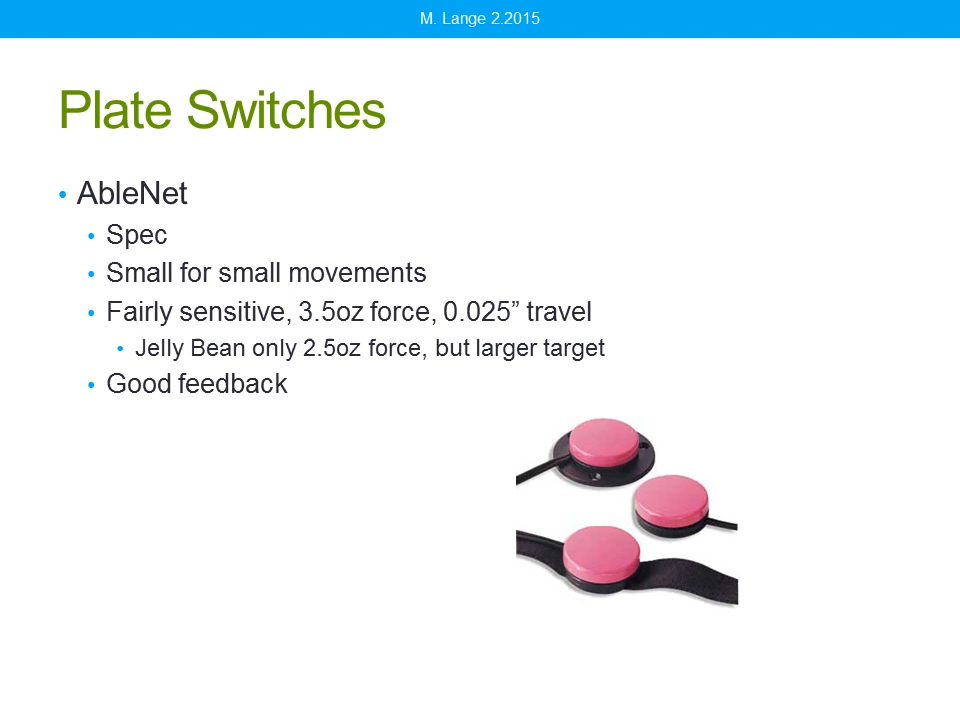 M. Lange 2.2015
Plate Switches
• AbleNet
• Spec
• Small for small movements
• Fairly sensitive, 3.5oz force, 0.025” travel
• Jelly Bean only 2.5oz force, but larger target
• Good feedback